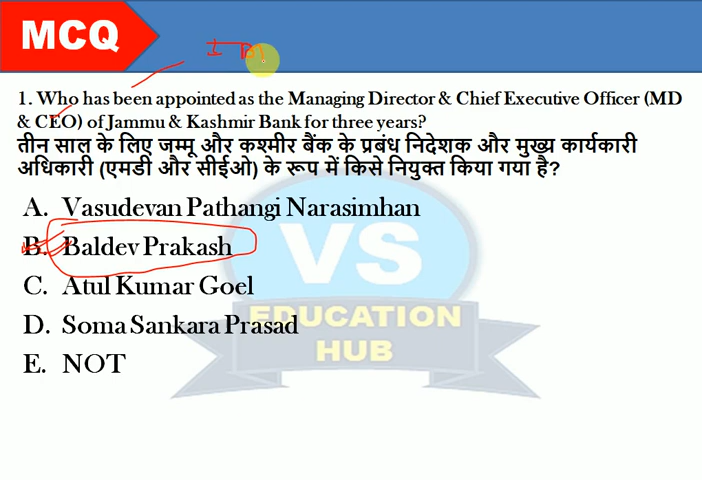 MCQ
1. Who has been appointed as the Managing Director & Chief Executive Officer (MD
& CEO) of Jammu & Kashmir Bank for three years?
तीन साल के लिए जम्मू और कश्मीर बैंक के प्रबंध निदेशक और मुख्य कार्यकारी
अधिकारी (एमडी और सीईओ) के रूप में किसे नियुक्त किया गया है?
A. Vasudevan Pathangi Narasimhan
B. Baldev Prakash
C. Atul Kumar Goel
D. Soma Sankara Prasad
E. NOT
VS
EDUCATION
HUB